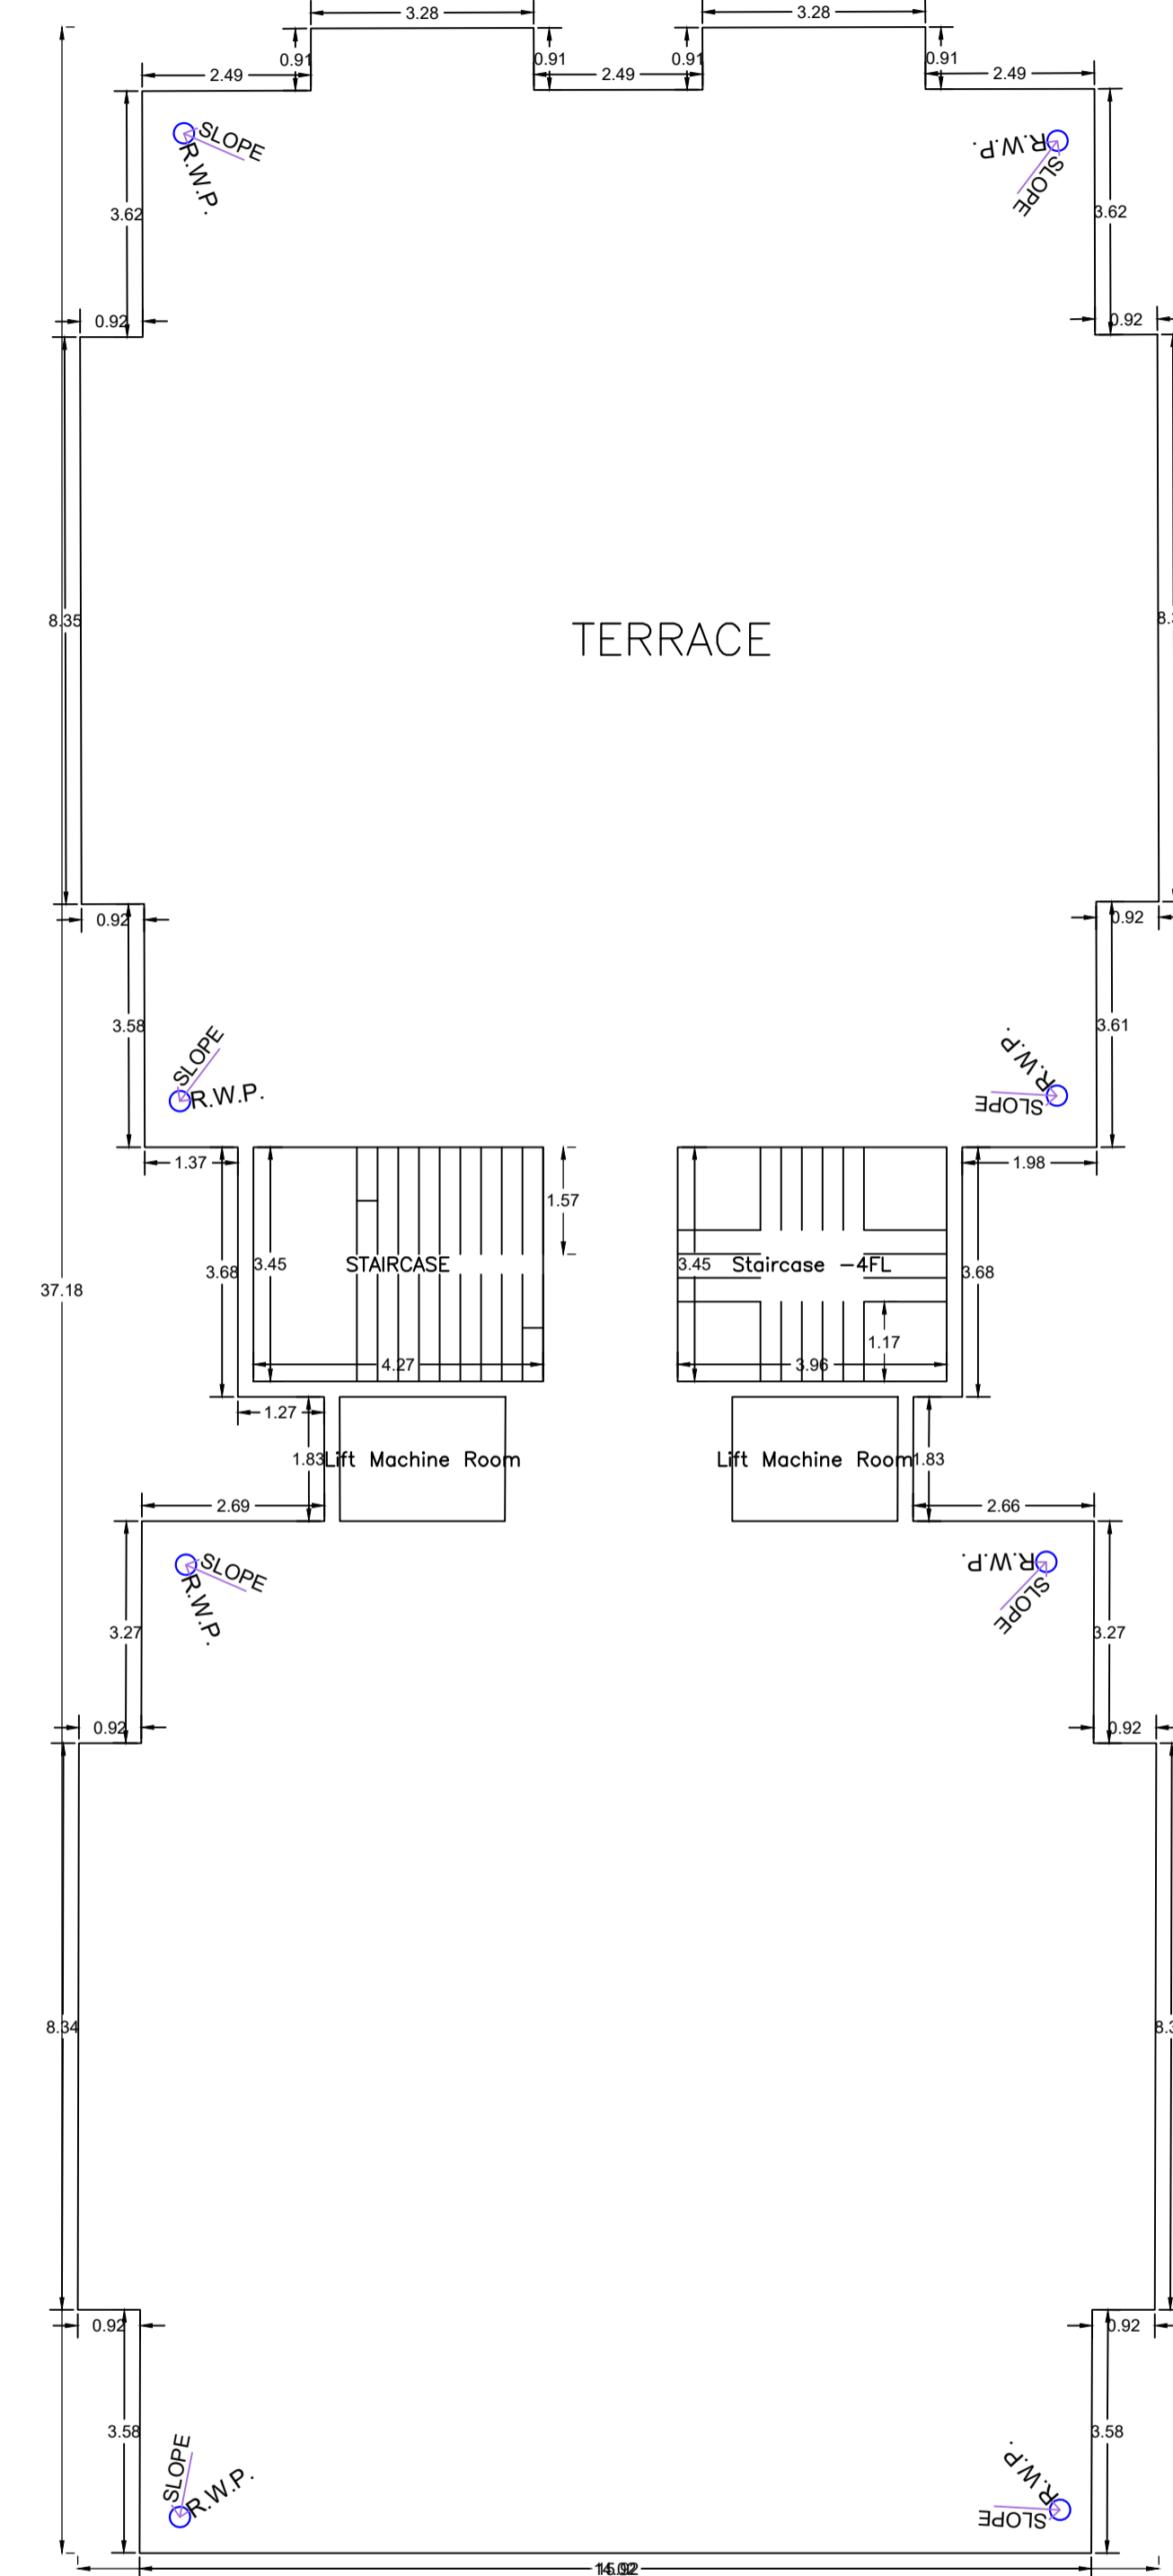 3.28
3.28
0.91
0.91
0.91
0.91
2.49
2.49
2.49
SLOPE
R.W.P.
R.W.P.
SLOPE
3.62
3.62
0.92
0.92
8.35
TERRACE
0.92
0.92
3.58
3.61
SLOPE
R.W.P.
R.W.P.
SLOPE
1.37
1.98
1.57
3.68
3.45
STAIRCASE
3.45
Staircase -4FL
3.68
37.18
1.17
4.27
3.96
1.27
1.83
Lift Machine Room
Lift Machine Room
1.83
2.69
2.66
SLOPE
R.W.P.
R.W.P.
SLOPE
3.27
3.27
0.92
0.92
8.34
0.92
0.92
3.58
3.58
SLOPE
R.W.P.
R.W.P.
SLOPE